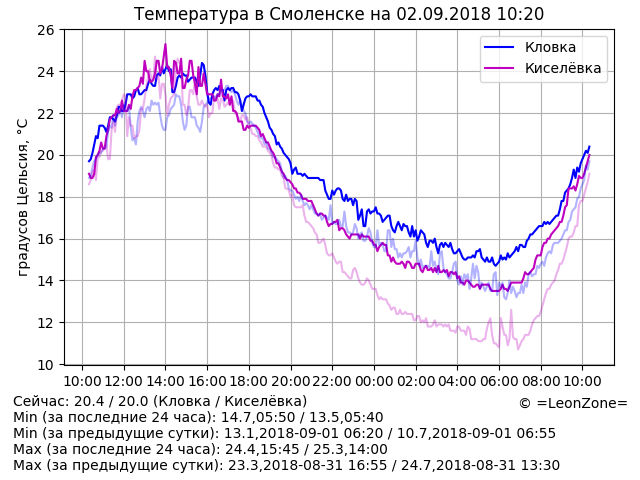 Температура в Смоленске на 02.09.2018 10:20
26
24
22
20
18
16
14
12
10
градусов Цельсия, °C
Кловка
Киселёвка
10:00 12:00 14:00 16:00 18:00 20:00 22:00 00:00 02:00 04:00 06:00 08:00 10:00
Сейчас: 20.4 / 20.0 (Кловка / Киселёвка)
© =LeonZone=
Min (за последние 24 часа): 14.7,05:50 / 13.5,05:40
Min (за предыдущие сутки): 13.1,2018-09-01 06:20 / 10.7,2018-09-01 06:55
Max (за последние 24 часа): 24.4,15:45 / 25.3,14:00
Max (за предыдущие сутки): 23.3,2018-08-31 16:55 / 24.7,2018-08-31 13:30